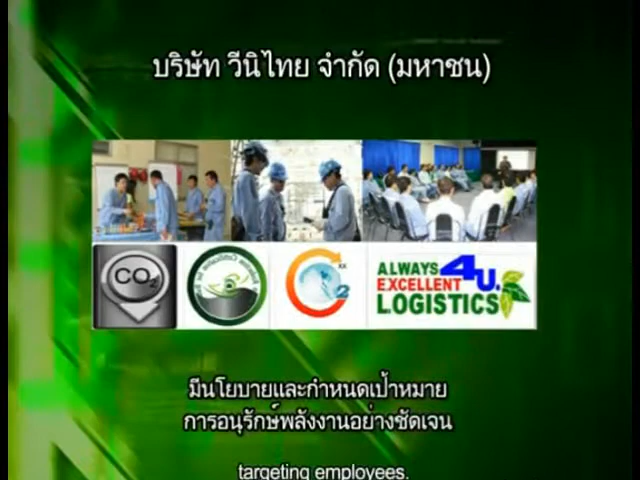 บริษัท วีนิไทย จำกัด (มหาชน)
CO2
XX
2
ALWAYS 4U.
EXCELLENT
LOGISTICS
มีนโยบายและกำหนดเป้าหมาย
การอนุรักษ์พลังงานอย่างชัดเจน
targeting employees.